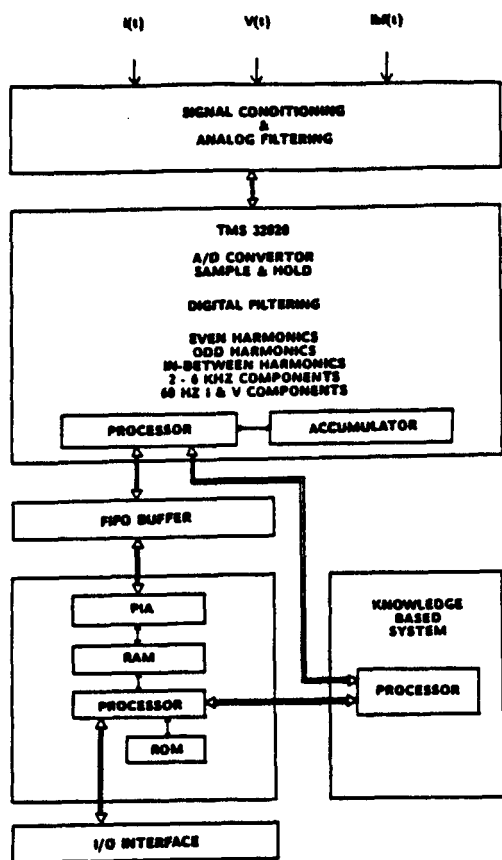 I(t) V(t) IM(t)
SIGNAL CONDITIONING
&
ANALOG FILTERING
TMS 32020
A/D CONVERTOR
SAMPLE & HOLD
DIGITAL FILTERING
EVEN HARMONICS
ODD HARMONICS
IN-BETWEEN HARMONICS
2 - 6 KHZ COMPONENTS
60 HZ I & V COMPONENTS
PROCESSOR
ACCUMULATOR
FIFO BUFFER
PIA
RAM
PROCESSOR
ROM
KNOWLEDGE
BASED
SYSTEM
PROCESSOR
I/O INTERFACE